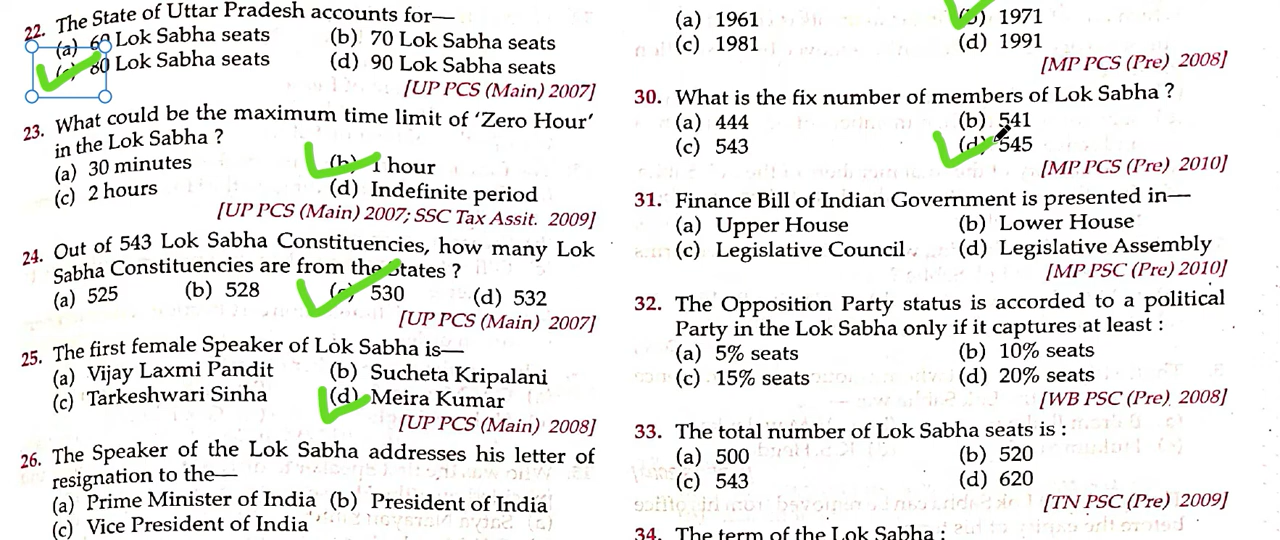 22. The State of Uttar Pradesh accounts for—
(a) 60 Lok Sabha seats (b) 70 Lok Sabha seats
(c) 80 Lok Sabha seats (d) 90 Lok Sabha seats
[UP PCS (Main) 2007]
23. What could be the maximum time limit of 'Zero Hour'
in the Lok Sabha ?
(a) 30 minutes (b) 1 hour
(c) 2 hours (d) Indefinite period
[UP PCS (Main) 2007; SSC Tax Assit. 2009]
24. Out of 543 Lok Sabha Constituencies, how many Lok
Sabha Constituencies are from the States ?
(a) 525 (b) 528 (c) 530 (d) 532
[UP PCS (Main) 2007]
25. The first female Speaker of Lok Sabha is—
(a) Vijay Laxmi Pandit (b) Sucheta Kripalani
(c) Tarkeshwari Sinha (d) Meira Kumar
[UP PCS (Main) 2008]
26. The Speaker of the Lok Sabha addresses his letter of
resignation to the—
(a) Prime Minister of India (b) President of India
(c) Vice President of India
(a) 1961 (b) 1971
(c) 1981 (d) 1991
[MP PCS (Pre) 2008]
30. What is the fix number of members of Lok Sabha ?
(a) 444 (b) 541
(c) 543 (d) 545
[MP PCS (Pre) 2010]
31. Finance Bill of Indian Government is presented in—
(a) Upper House (b) Lower House
(c) Legislative Council (d) Legislative Assembly
[MP PSC (Pre) 2010]
32. The Opposition Party status is accorded to a political
Party in the Lok Sabha only if it captures at least :
(a) 5% seats (b) 10% seats
(c) 15% seats (d) 20% seats
[WB PSC (Pre) 2008]
33. The total number of Lok Sabha seats is :
(a) 500 (b) 520
(c) 543 (d) 620
[TN PSC (Pre) 2009]
34. The term of the Lok Sabha :